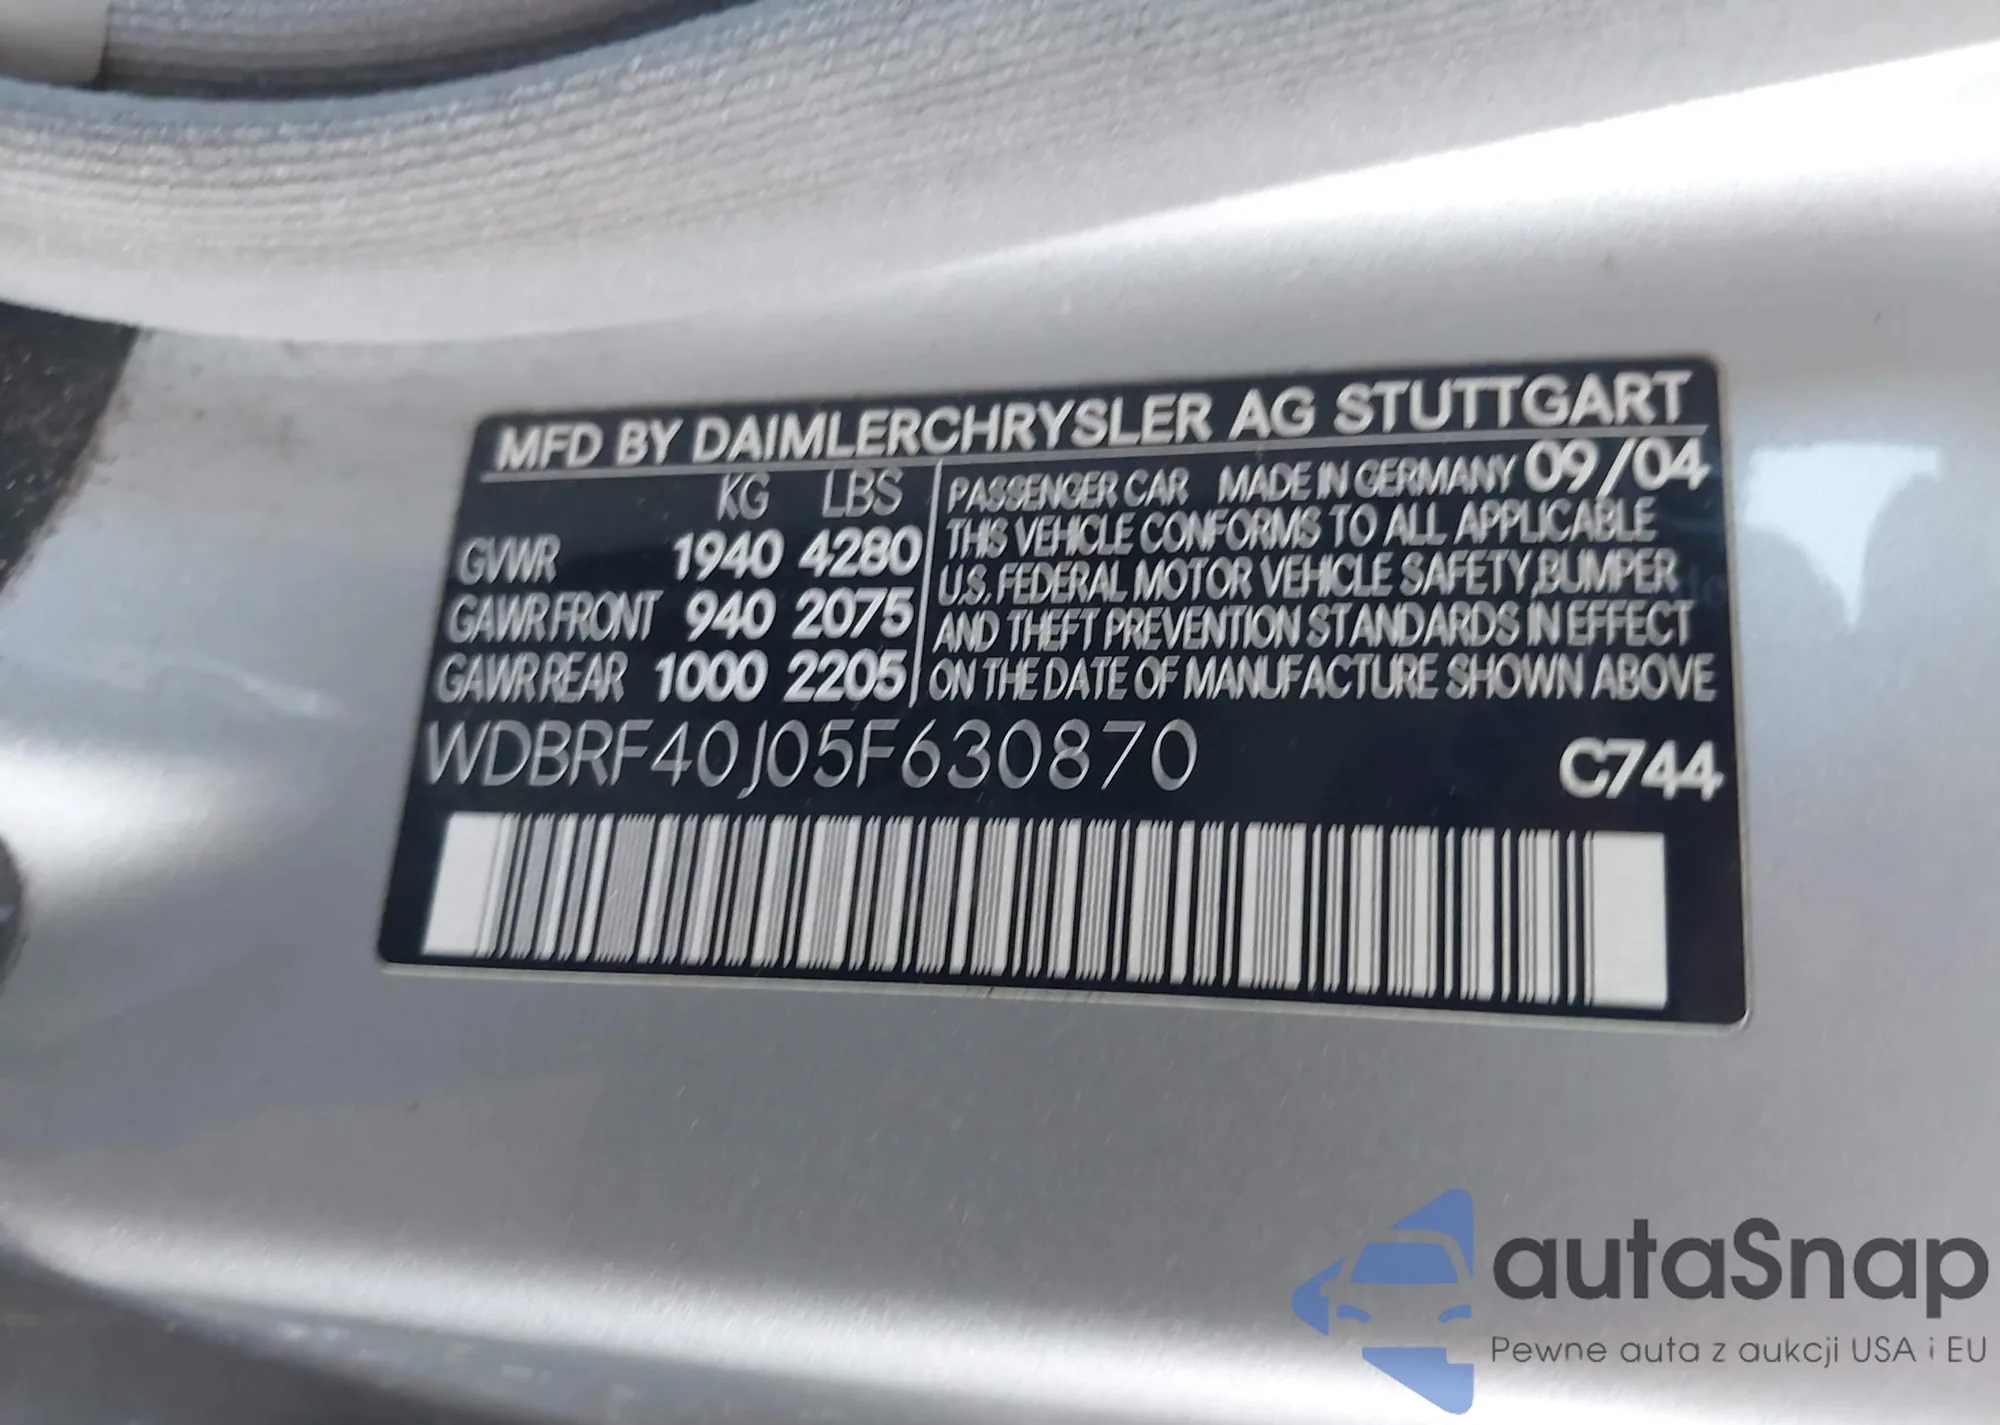 MFD BY DAIMLERCHRYSLER AG STUTTGART
KG LBS
GVWR 1940 4280
GAWR FRONT 940 2075
GAWR REAR 1000 2205
PASSENGER CAR MADE IN GERMANY 09/04
THIS VEHICLE CONFORMS TO ALL APPLICABLE
U.S. FEDERAL MOTOR VEHICLE SAFETY,BUMPER
AND THEFT PREVENTION STANDARDS IN EFFECT
ON THE DATE OF MANUFACTURE SHOWN ABOVE
WDBRF40J05F630870 C744
autaSnap
Pewne auta z aukcji USA i EU